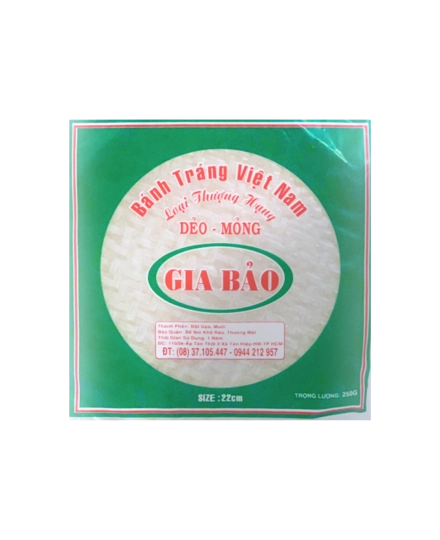 Bánh Tráng Việt Nam
Loại Thượng Hạng
DẺO - MỎNG
GIA BẢO
Thành Phần: Bột Gạo, Muối
Bảo Quản: Để Nơi Khô Ráo, Thoáng Mát
Thời Gian Sử Dụng: 1 Năm
ĐT: (08) 37.105.447 - 0944 212 957
SIZE : 22cm
TRỌNG LƯỢNG: 250G